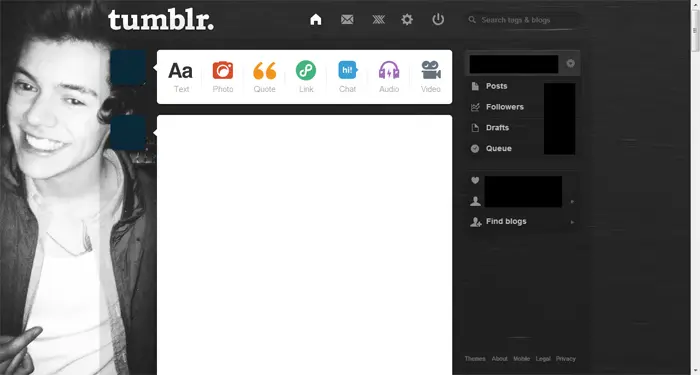 tumblr.
Search tags & blogs
Aa
hi!
Text Photo Quote Link Chat Audio Video
Posts
Followers
Drafts
Queue
Find blogs
Themes About Mobile Legal Privacy